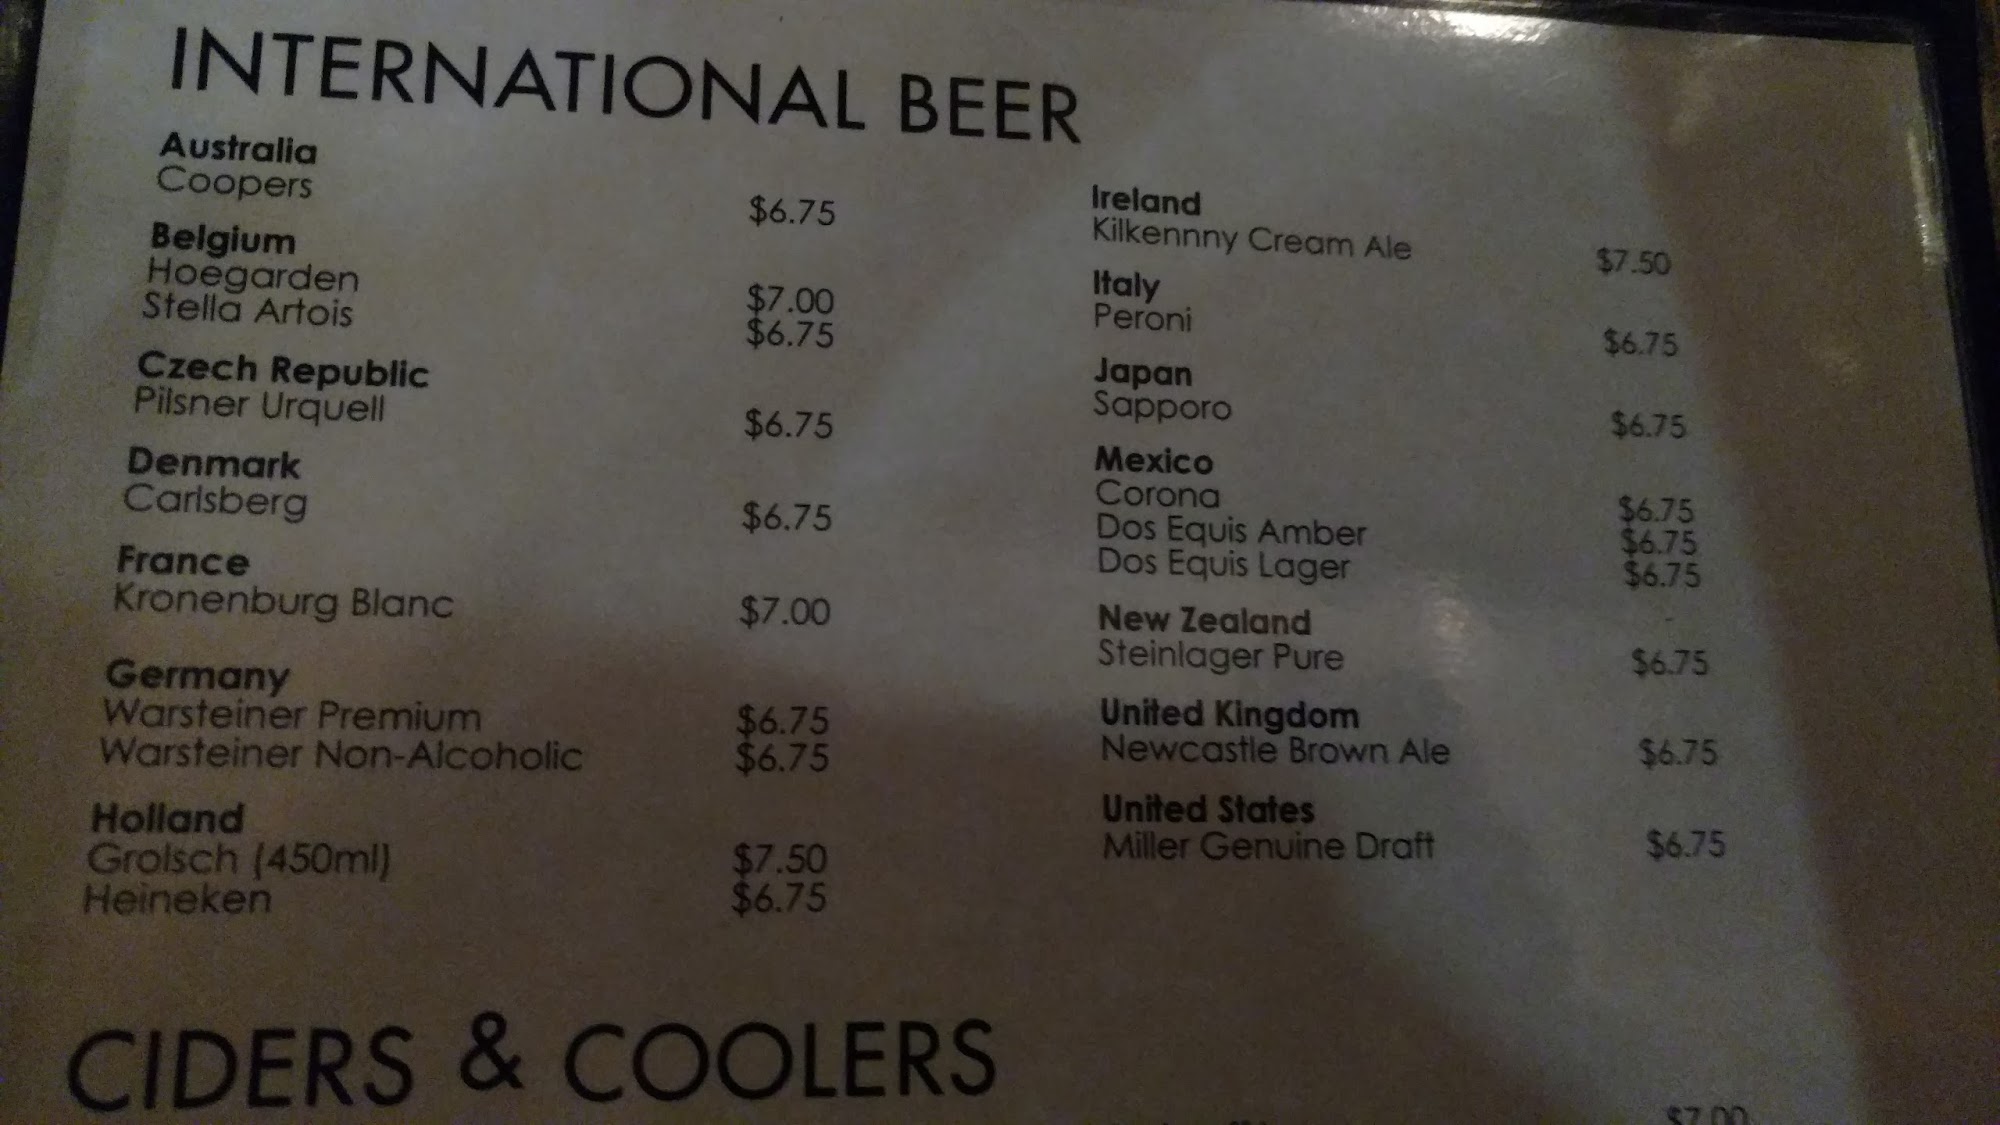 INTERNATIONAL BEER
Australia
Coopers $6.75
Belgium
Hoegarden $7.00
Stella Artois $6.75
Czech Republic
Pilsner Urquell $6.75
Denmark
Carlsberg $6.75
France
Kronenburg Blanc $7.00
Germany
Warsteiner Premium $6.75
Warsteiner Non-Alcoholic $6.75
Holland
Grolsch (450ml) $7.50
Heineken $6.75
Ireland
Kilkennny Cream Ale $7.50
Italy
Peroni $6.75
Japan
Sapporo $6.75
Mexico
Corona $6.75
Dos Equis Amber $6.75
Dos Equis Lager $6.75
New Zealand
Steinlager Pure $6.75
United Kingdom
Newcastle Brown Ale $6.75
United States
Miller Genuine Draft $6.75
CIDERS & COOLERS
$7.00